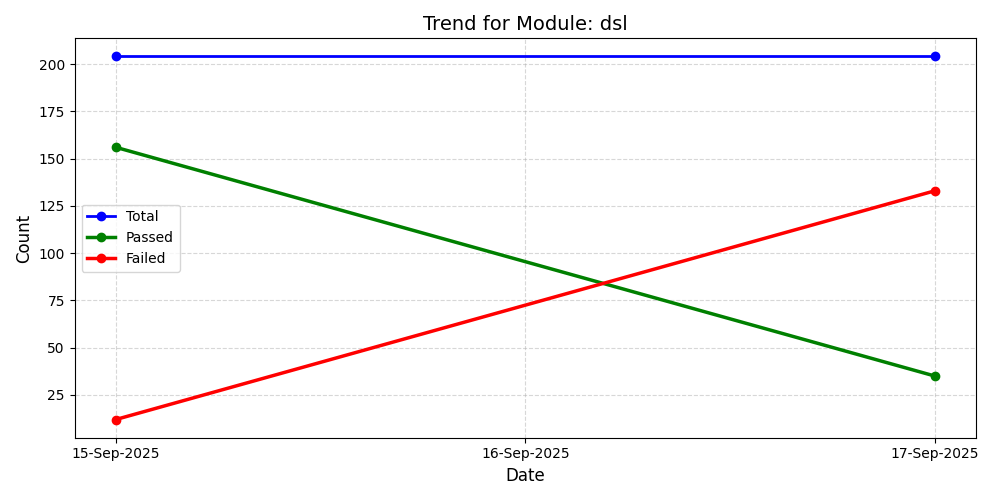 Trend for Module: dsl
200
175
150
125
100
75
50
25
Count
Total
Passed
Failed
15-Sep-2025
16-Sep-2025
17-Sep-2025
Date